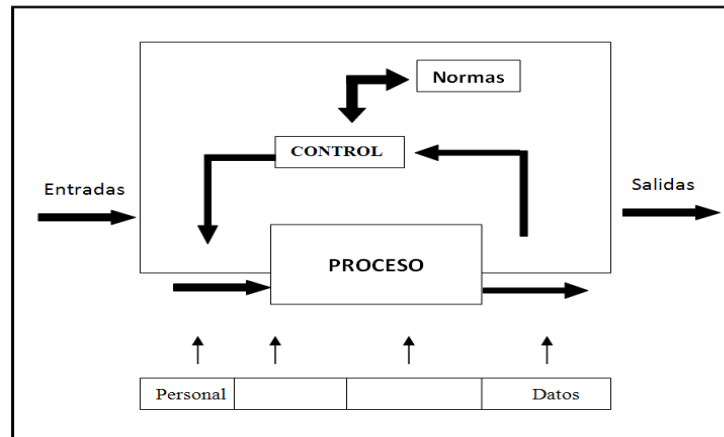 Normas
CONTROL
Entradas
Salidas
PROCESO
Personal
Datos